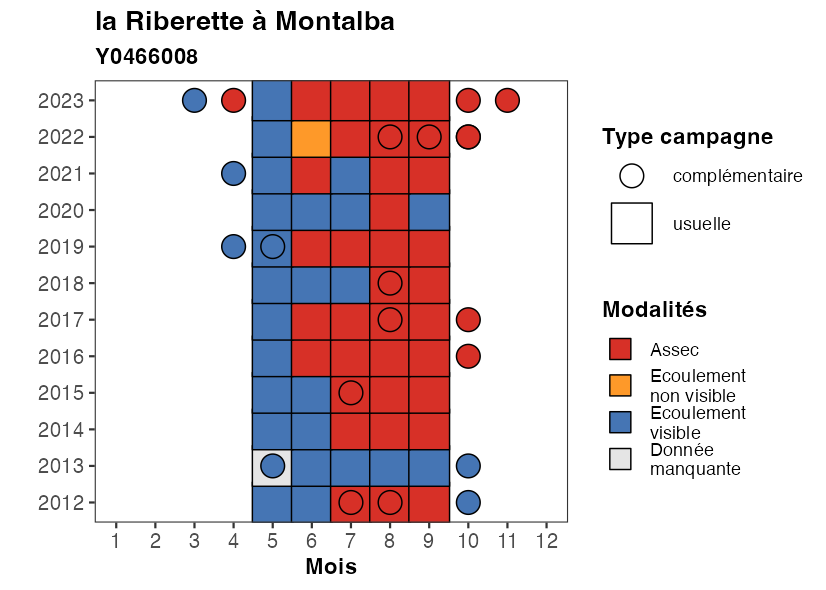 la Riberette à Montalba
Y0466008
2023
2022
2021
2020
2019
2018
2017
2016
2015
2014
2013
2012
1 2 3 4 5 6 7 8 9 10 11 12
Mois
Type campagne
complémentaire
usuelle
Modalités
Assec
Ecoulement
non visible
Ecoulement
visible
Donnée
manquante